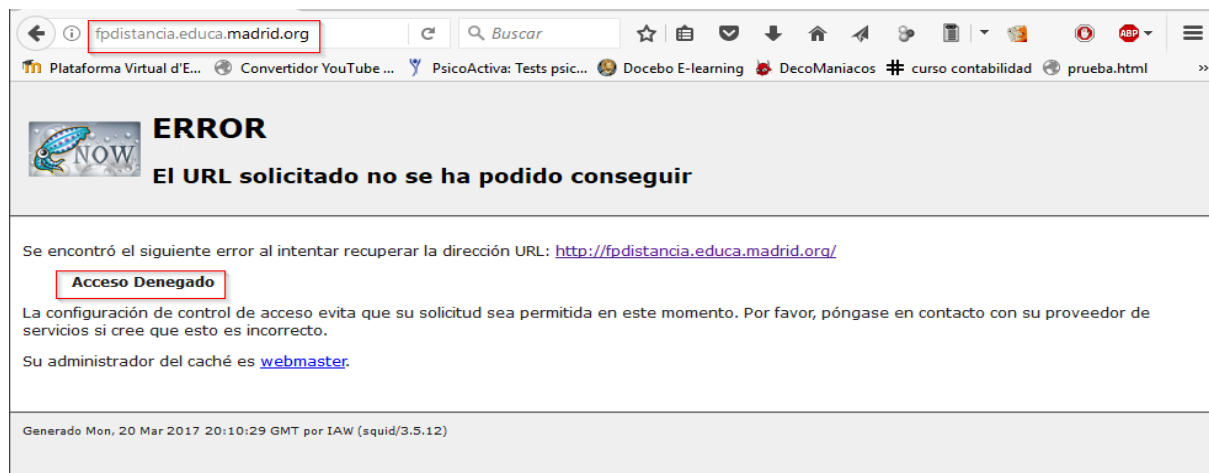 fpdistancia.educa.madrid.org
Buscar
ABP
Plataforma Virtual d'E... Convertidor YouTube ... PsicoActiva: Tests psic... Docebo E-learning DecoManiacos curso contabilidad prueba.html »
NOW
ERROR
El URL solicitado no se ha podido conseguir
Se encontró el siguiente error al intentar recuperar la dirección URL: http://fpdistancia.educa.madrid.org/
Acceso Denegado
La configuración de control de acceso evita que su solicitud sea permitida en este momento. Por favor, póngase en contacto con su proveedor de
servicios si cree que esto es incorrecto.
Su administrador del caché es webmaster.
Generado Mon, 20 Mar 2017 20:10:29 GMT por IAW (squid/3.5.12)